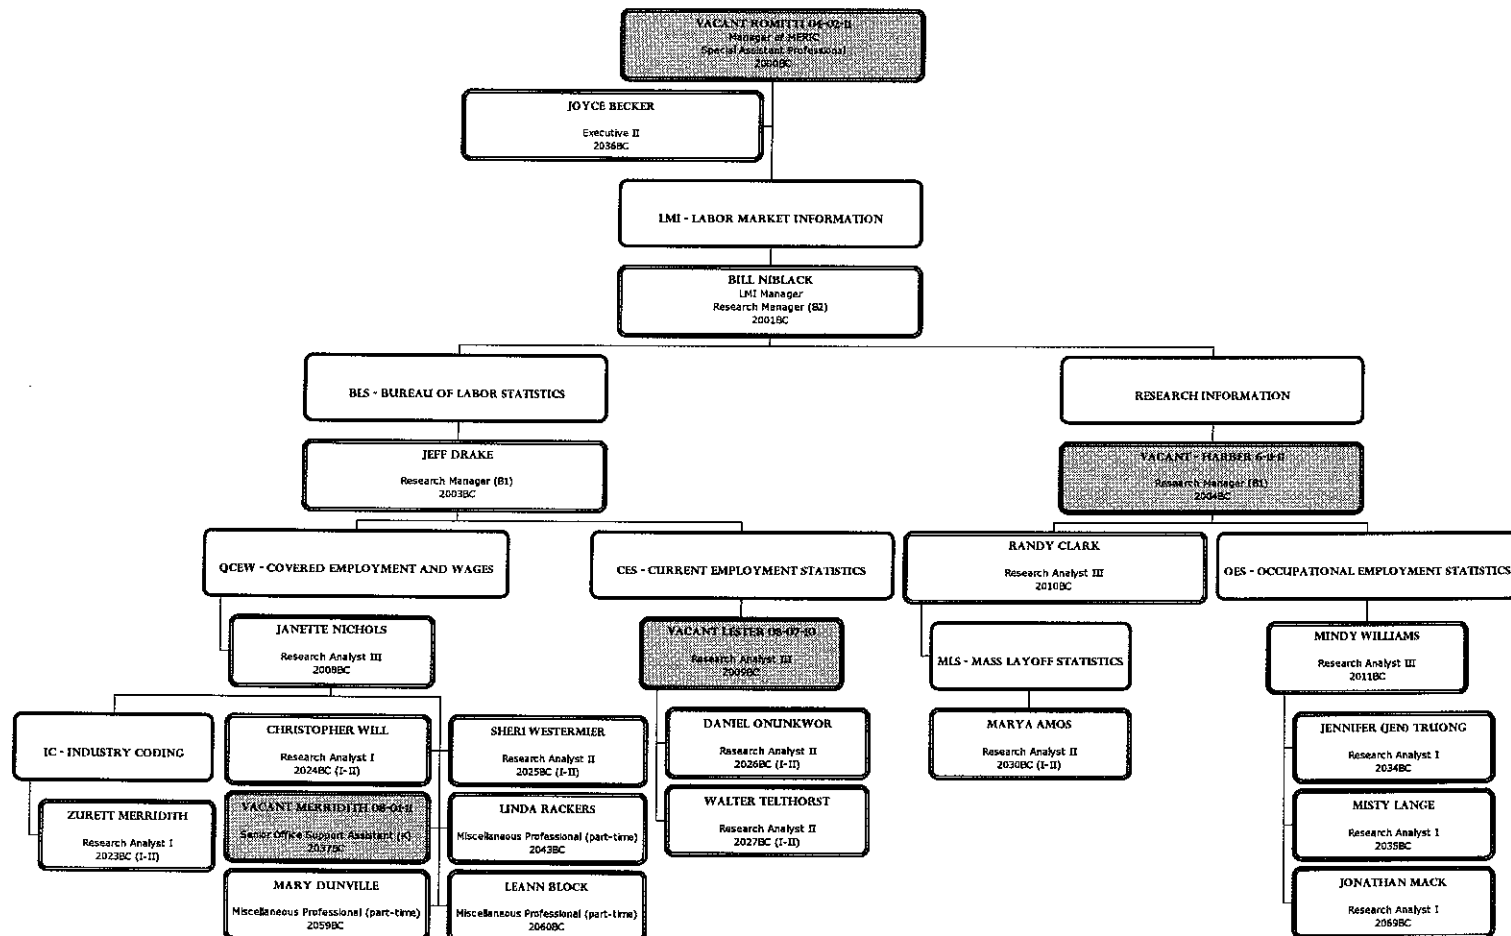 VACANT ROMITTI 04-02-11
Manager of MERIC
Special Assistant Professional
2000BC
JOYCE BECKER
Executive II
2036BC
LMI - LABOR MARKET INFORMATION
BILL NIBLACK
LMI Manager
Research Manager (B2)
2001BC
BLS - BUREAU OF LABOR STATISTICS
RESEARCH INFORMATION
JEFF DRAKE
Research Manager (B1)
2003BC
VACANT - HARBER 6-11-11
Research Manager (B1)
2004BC
QCEW - COVERED EMPLOYMENT AND WAGES
CES - CURRENT EMPLOYMENT STATISTICS
RANDY CLARK
Research Analyst III
2010BC
OES - OCCUPATIONAL EMPLOYMENT STATISTICS
JANETTE NICHOLS
Research Analyst III
2008BC
VACANT LESTER 08-07-10
Research Analyst III
2009BC
MLS - MASS LAYOFF STATISTICS
MINDY WILLIAMS
Research Analyst III
2011BC
IC - INDUSTRY CODING
CHRISTOPHER WILL
Research Analyst I
2024BC (I-II)
SHERI WESTERMIER
Research Analyst II
2025BC (I-II)
DANIEL ONUNKWOR
Research Analyst II
2026BC (I-II)
MARYA AMOS
Research Analyst II
2030BC (I-II)
JENNIFER (JEN) TRUONG
Research Analyst I
2034BC
ZURETT MERRIDITH
Research Analyst I
2023BC (I-II)
VACANT MERRIDITH 08-01-11
Senior Office Support Assistant (K)
2037BC
LINDA RACKERS
Miscellaneous Professional (part-time)
2043BC
WALTER TELTHORST
Research Analyst II
2027BC (I-II)
MISTY LANGE
Research Analyst I
2035BC
MARY DUNVILLE
Miscellaneous Professional (part-time)
2059BC
LEANN BLOCK
Miscellaneous Professional (part-time)
2060BC
JONATHAN MACK
Research Analyst I
2069BC